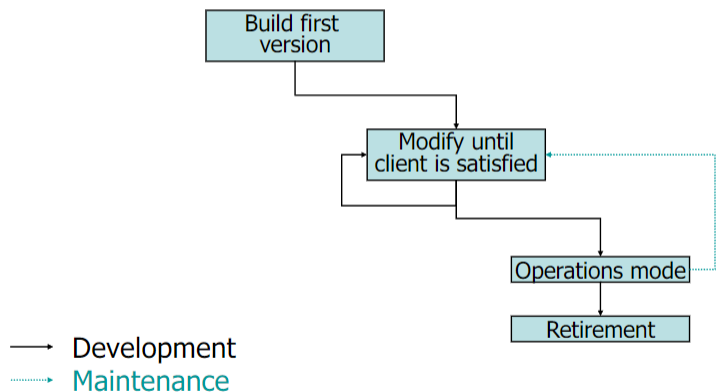 Build first
version
Modify until
client is satisfied
Operations mode
Retirement
Development
Maintenance